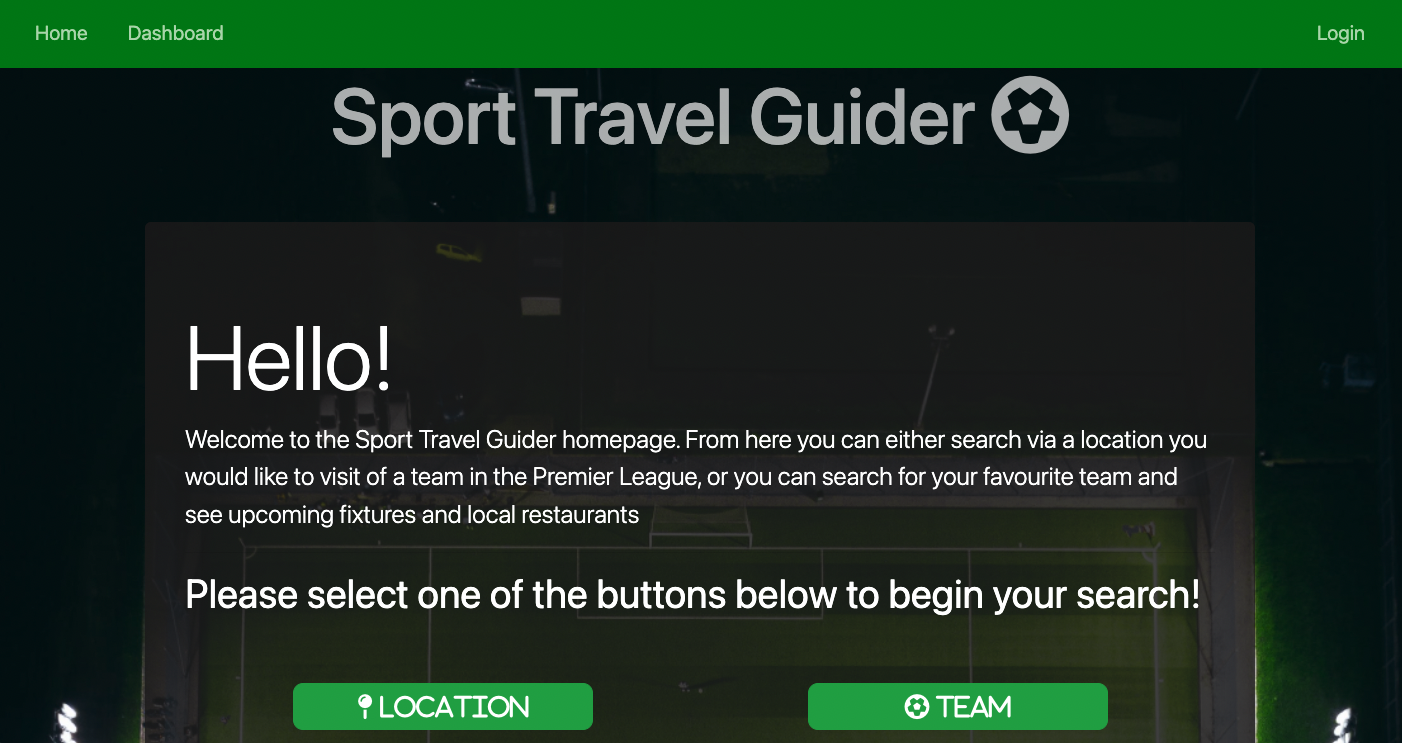 Home Dashboard Login
Sport Travel Guider
Hello!
Welcome to the Sport Travel Guider homepage. From here you can either search via a location you
would like to visit of a team in the Premier League, or you can search for your favourite team and
see upcoming fixtures and local restaurants
Please select one of the buttons below to begin your search!
LOCATION TEAM